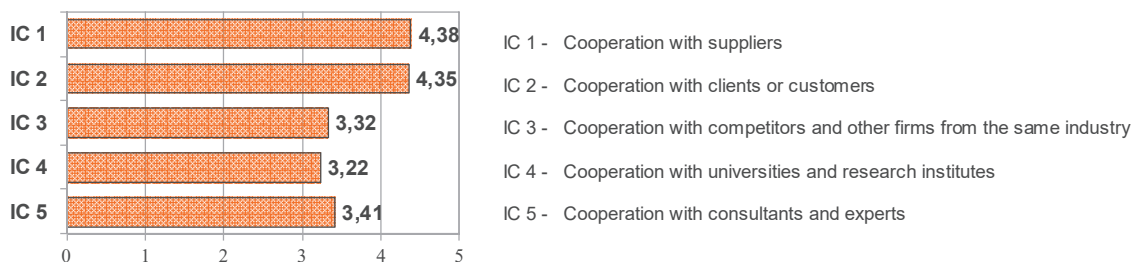 IC 1 4,38
IC 2 4,35
IC 3 3,32
IC 4 3,22
IC 5 3,41
0 1 2 3 4 5
IC 1 - Cooperation with suppliers
IC 2 - Cooperation with clients or customers
IC 3 - Cooperation with competitors and other firms from the same industry
IC 4 - Cooperation with universities and research institutes
IC 5 - Cooperation with consultants and experts